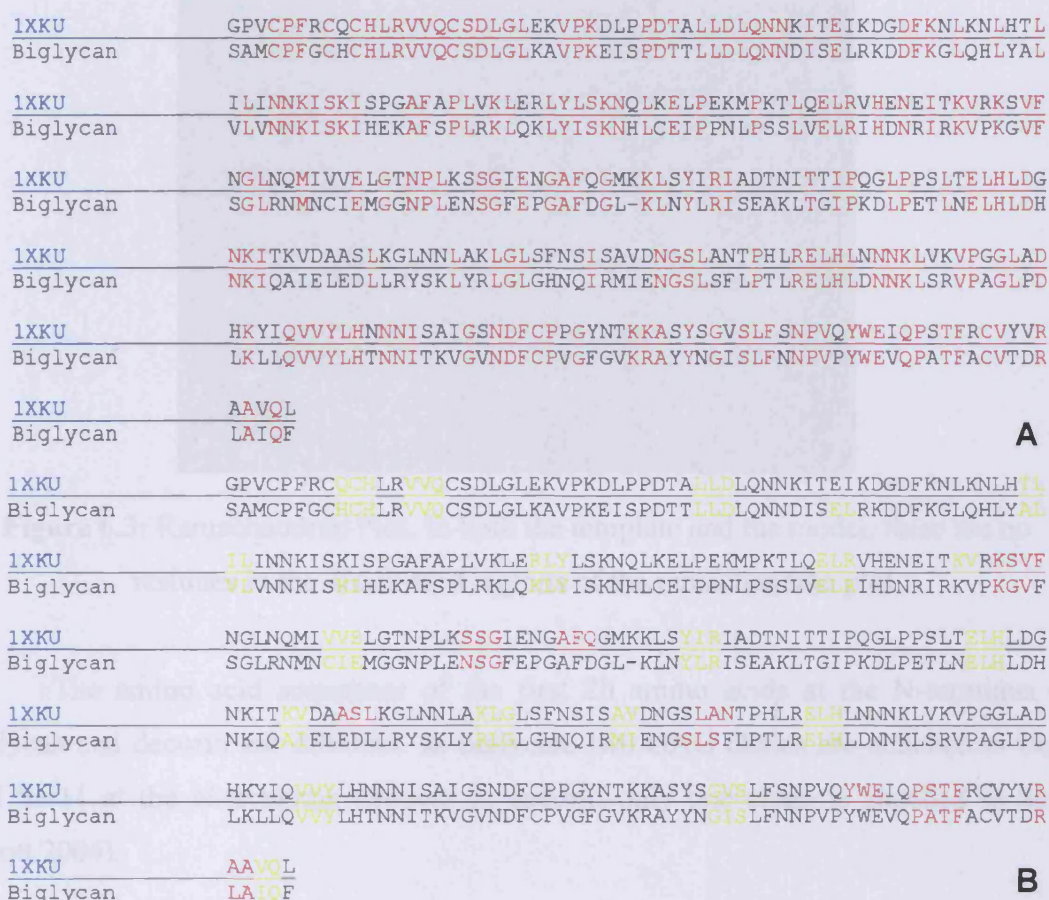 1XKU GPVCPFRCQCHLRVVQCSDLGLEKVPKDLPPDTALLDLQNNKITEIKDGDFKNLKNLHTL
Biglycan SAMCPFGCHCHLRVVQCSDLGLKAVPKEISPDTTLLDLQNNDISELRKDDFKGLQHLYAL
1XKU ILINNKISKISPGAFAPLVKLERLYLSKNQLKELPEKMPKTLQELRVHENEITKVRKSVF
Biglycan VLVNNKISKIHEKAFSPLRKLQKLYISKNHLCEIPPNLPSSLVELRIHDNRIRKVPKGVF
1XKU NGLNQMIVVELGTNPLKSSGIENGAFQGMKKLSYIRIADTNITTIPQGLPPSLTELHLDG
Biglycan SGLRNMNCIEMGGNPLENSGFEPGAFDGL-KLNYLRISEAKLTGIPKDLPETLNELHLDH
1XKU NKITKVDAASLKGLNNLAKLGLSFNSISAVDNGSLANTPHLRELHLNNNKLVKVPGGLAD
Biglycan NKIQAIELEDLLRYSKLYRLGLGHNQIRMIENGSLSFLPTLRELHLDNNKLSRVPAGLPD
1XKU HKYIQVVYLHNNNISAIGSNDFCPPGYNTKKASYSGVSLFSNPVQYWEIQPSTFRCVYVR
Biglycan LKLLQVVYLHTNNITKVGVNDFCPVGFGVKRAYYNGISLFNNPVPYWEVQPATFACVTDR
1XKU AAVQL
Biglycan LAIQF
A
1XKU GPVCPFRCQCHLRVVQCSDLGLEKVPKDLPPDTALLDLQNNKITEIKDGDFKNLKNLHTL
Biglycan SAMCPFGCHCHLRVVQCSDLGLKAVPKEISPDTTLLDLQNNDISELRKDDFKGLQHLYAL
1XKU ILINNKISKISPGAFAPLVKLERLYLSKNQLKELPEKMPKTLQELRVHENEITKVRKSVF
Biglycan VLVNNKISKIHEKAFSPLRKLQKLYISKNHLCEIPPNLPSSLVELRIHDNRIRKVPKGVF
1XKU NGLNQMIVVELGTNPLKSSGIENGAFQGMKKLSYIRIADTNITTIPQGLPPSLTELHLDG
Biglycan SGLRNMNCIEMGGNPLENSGFEPGAFDGL-KLNYLRISEAKLTGIPKDLPETLNELHLDH
1XKU NKITKVDAASLKGLNNLAKLGLSFNSISAVDNGSLANTPHLRELHLNNNKLVKVPGGLAD
Biglycan NKIQAIELEDLLRYSKLYRLGLGHNQIRMIENGSLSFLPTLRELHLDNNKLSRVPAGLPD
1XKU HKYLQVVYLHNNNISAIGSNDFCPPGYNTKKASYSGVSLFSNPVQYWEIQPSTFRCVYVR
Biglycan LKLLQVVYLHTNNITKVGVNDFCPVGFGVKRAYYNGISLFNNPVPYWEVQPATFACVTDR
1XKU AAVQL
Biglycan LAIQF
B